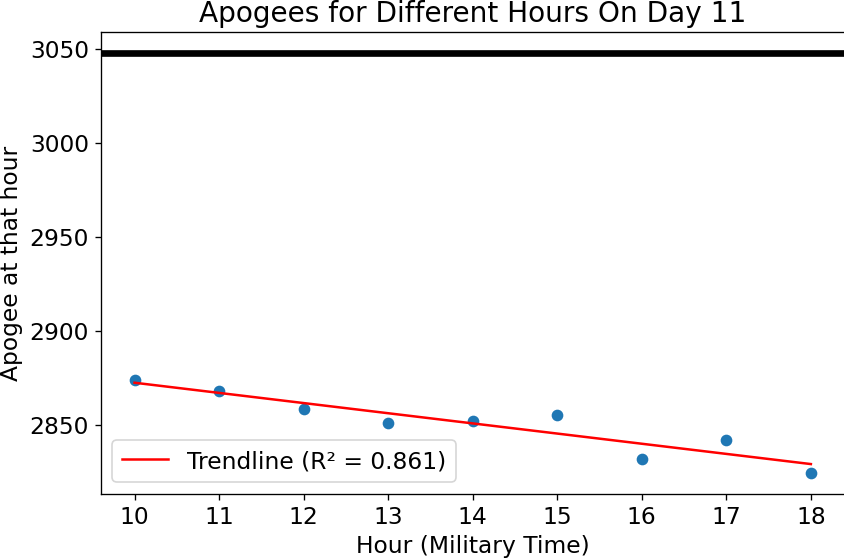 Apogees for Different Hours On Day 11
Apogee at that hour
3050
3000
2950
2900
2850
Trendline (R² = 0.861)
10 11 12 13 14 15 16 17 18
Hour (Military Time)